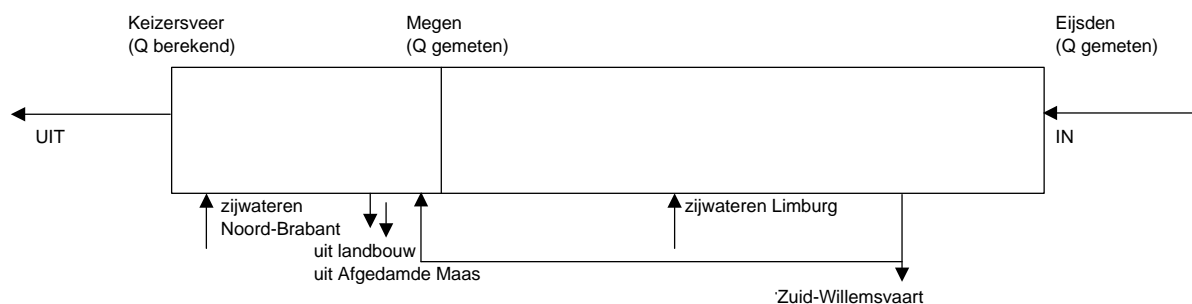 Keizersveer
(Q berekend)
Megen
(Q gemeten)
Eijsden
(Q gemeten)
UIT
IN
zijwateren
Noord-Brabant
zijwateren Limburg
uit landbouw
uit Afgedamde Maas
Zuid-Willemsvaart